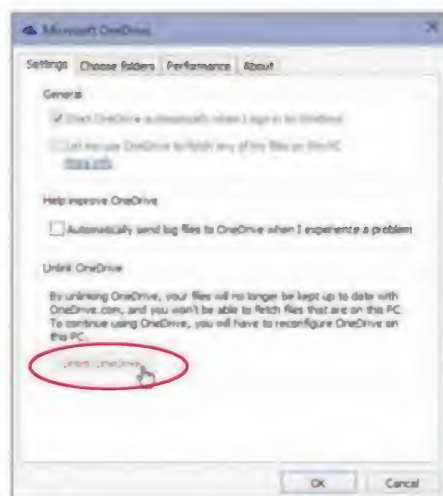 Microsoft OneDrive
Settings Choose folders Performance About
General
Start OneDrive automatically when I sign in to Windows
Let me use OneDrive to fetch any of my files on this PC
More info
Help improve OneDrive
Automatically send log files to OneDrive when I experience a problem
Unlink OneDrive
By unlinking OneDrive, your files will no longer be kept up to date with
OneDrive.com, and you won't be able to fetch files that are on this PC.
To continue using OneDrive, you will have to reconfigure OneDrive on
this PC.
OneDrive
OK Cancel